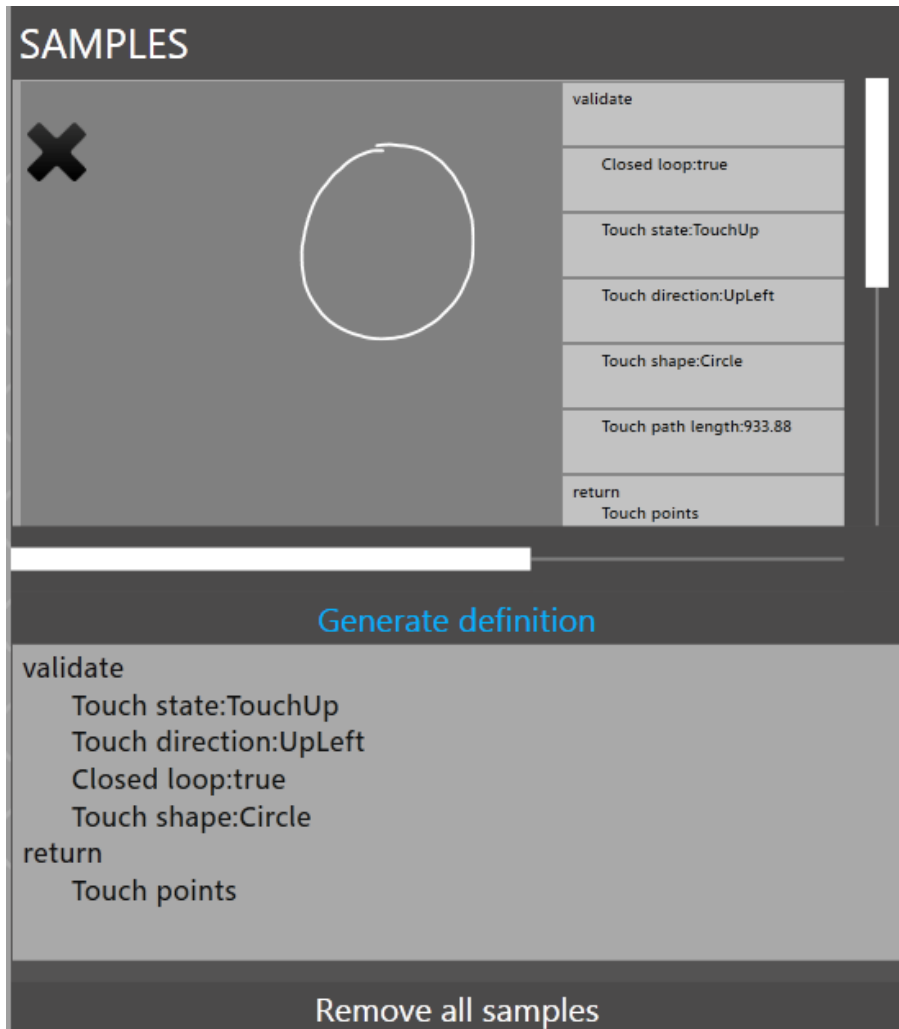 SAMPLES
validate
Closed loop:true
Touch state:TouchUp
Touch direction:UpLeft
Touch shape:Circle
Touch path length:933.88
return
Touch points
Generate definition
validate
Touch state:TouchUp
Touch direction:UpLeft
Closed loop:true
Touch shape:Circle
return
Touch points
Remove all samples